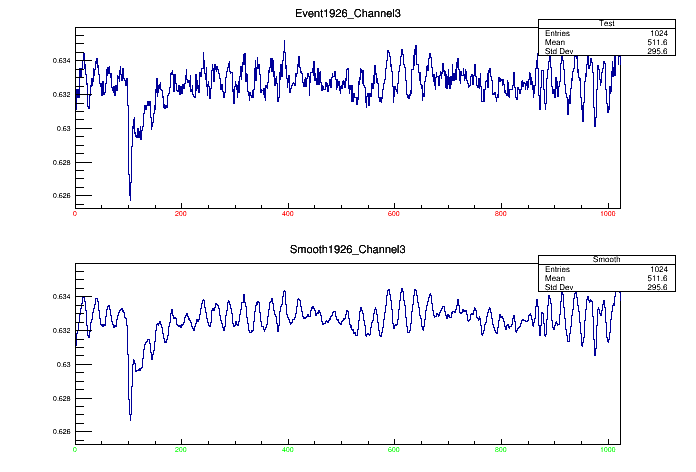 Event1926_Channel3
Test
Entries 1024
Mean 511.6
Std Dev 295.6
0.634
0.632
0.63
0.628
0.626
0 200 400 600 800 1000
Smooth1926_Channel3
Smooth
Entries 1024
Mean 511.6
Std Dev 295.6
0.634
0.632
0.63
0.628
0.626
0 200 400 600 800 1000